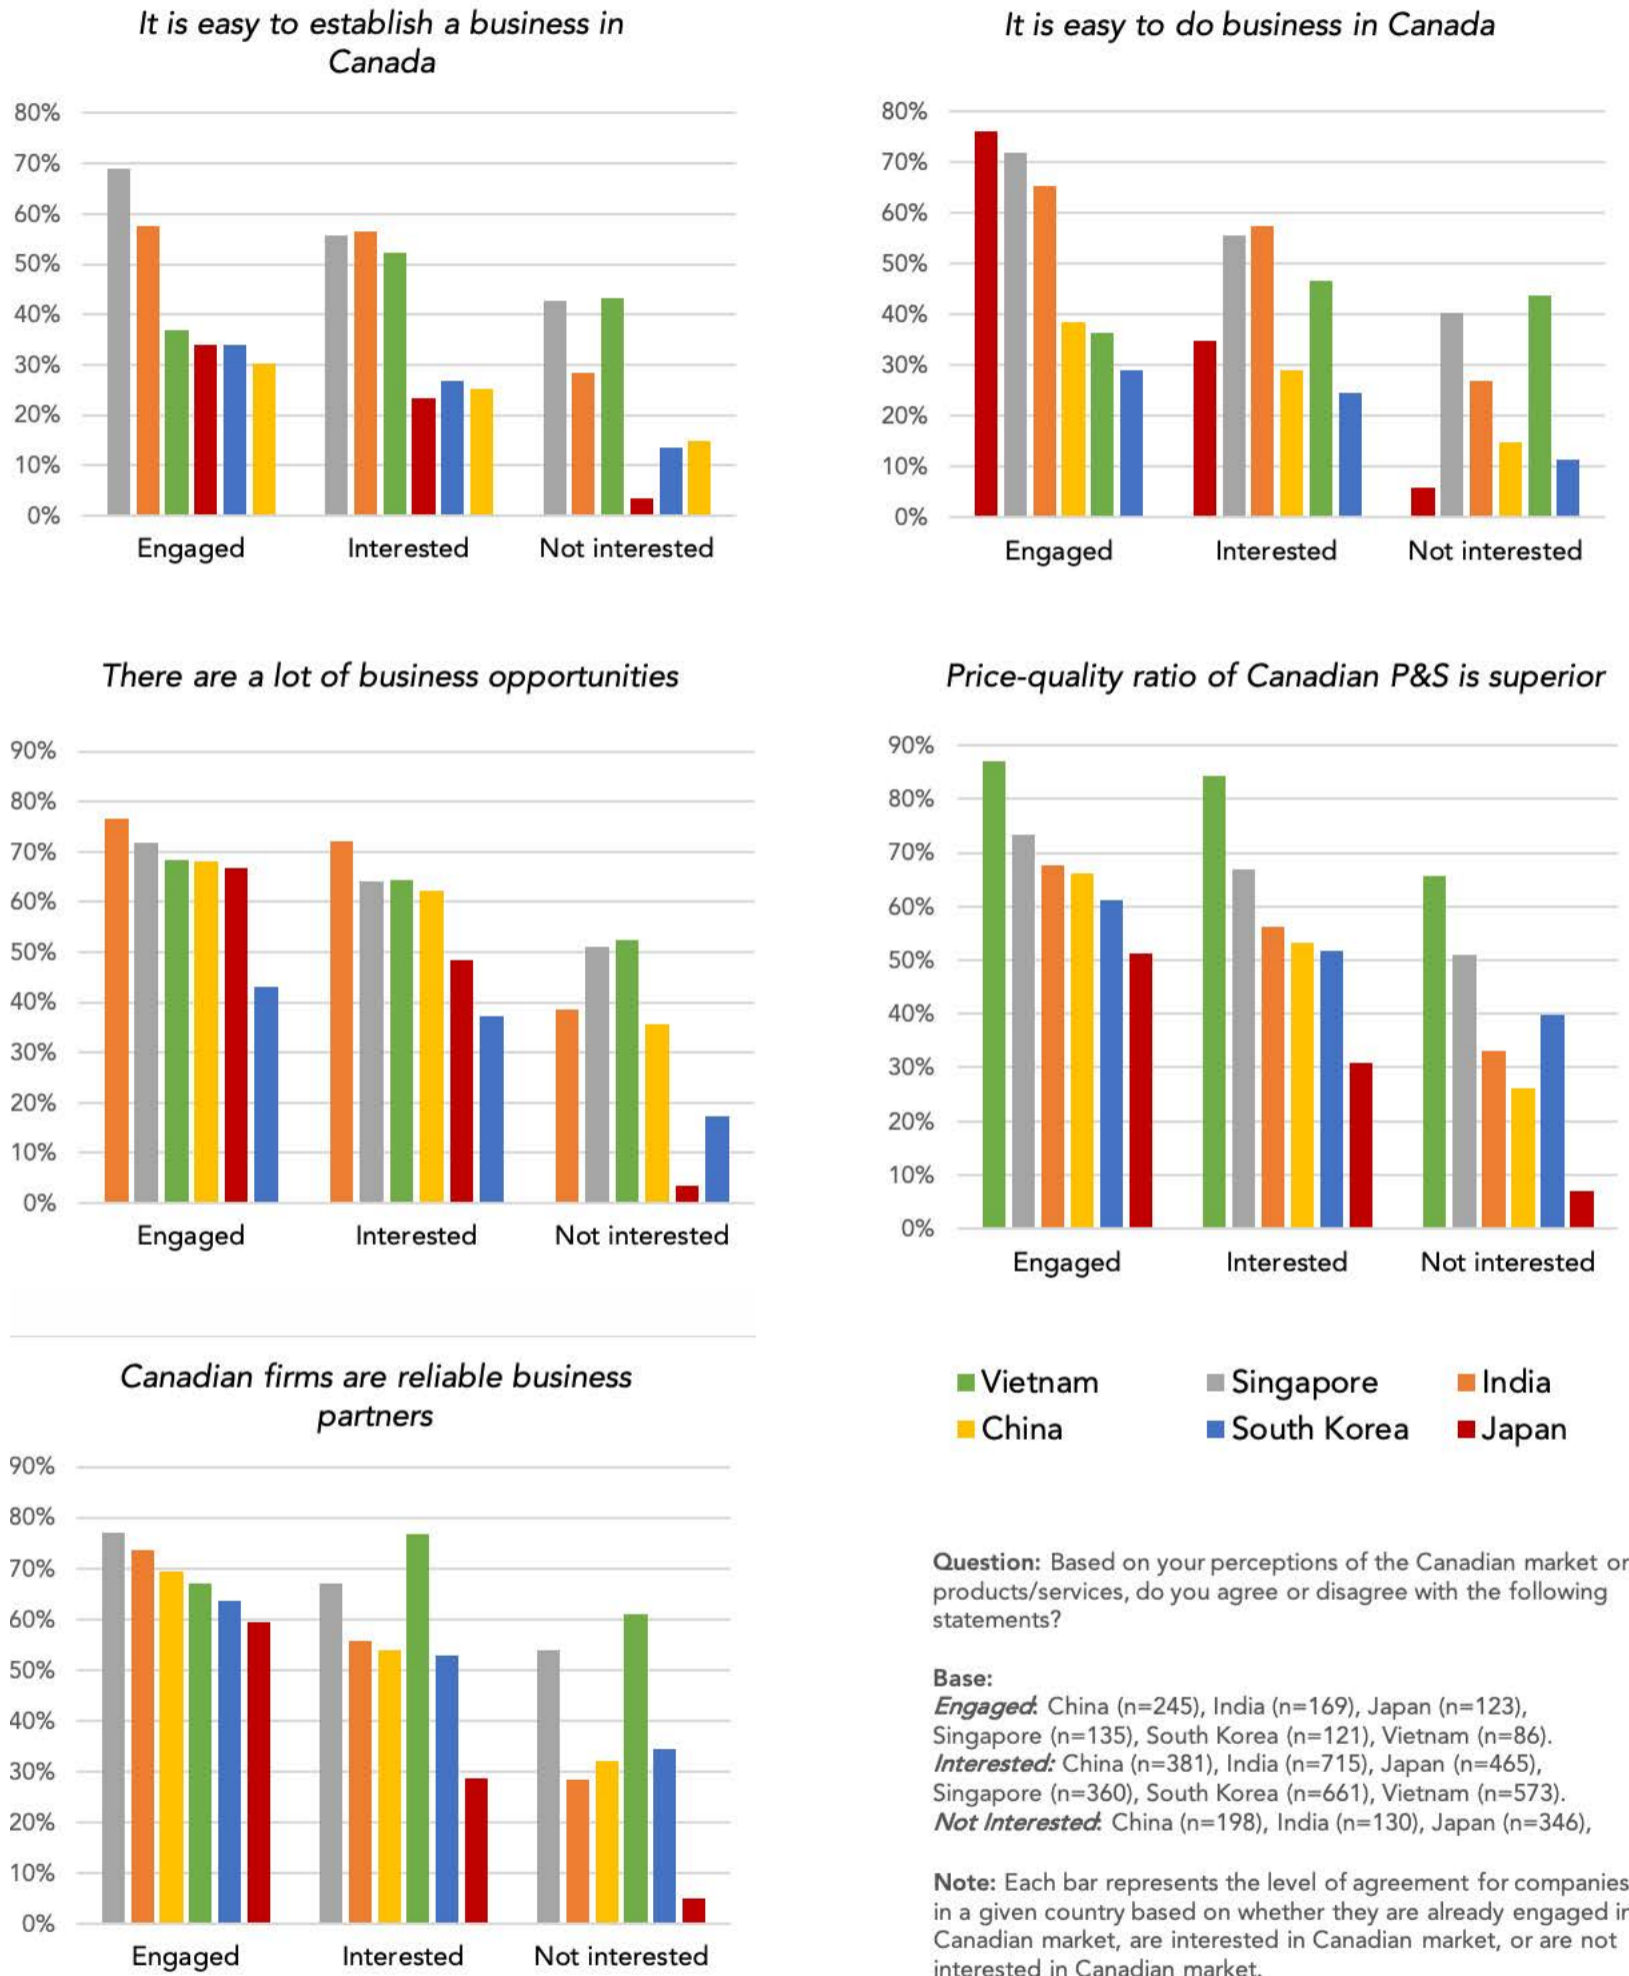 It is easy to establish a business in
Canada
80%
70%
60%
50%
40%
30%
20%
10%
0%
Engaged
Interested
Not interested
It is easy to do business in Canada
80%
70%
60%
50%
40%
30%
20%
10%
0%
Engaged
Interested
Not interested
There are a lot of business opportunities
90%
80%
70%
60%
50%
40%
30%
20%
10%
0%
Engaged
Interested
Not interested
Price-quality ratio of Canadian P&S is superior
90%
80%
70%
60%
50%
40%
30%
20%
10%
0%
Engaged
Interested
Not interested
Canadian firms are reliable business
partners
90%
80%
70%
60%
50%
40%
30%
20%
10%
0%
Engaged
Interested
Not interested
Vietnam
Singapore
India
China
South Korea
Japan
Question: Based on your perceptions of the Canadian market or
products/services, do you agree or disagree with the following
statements?
Base:
Engaged: China (n=245), India (n=169), Japan (n=123),
Singapore (n=135), South Korea (n=121), Vietnam (n=86).
Interested: China (n=381), India (n=715), Japan (n=465),
Singapore (n=360), South Korea (n=661), Vietnam (n=573).
Not Interested: China (n=198), India (n=130), Japan (n=346),
Note: Each bar represents the level of agreement for companies
in a given country based on whether they are already engaged in
Canadian market, are interested in Canadian market, or are not
interested in Canadian market.